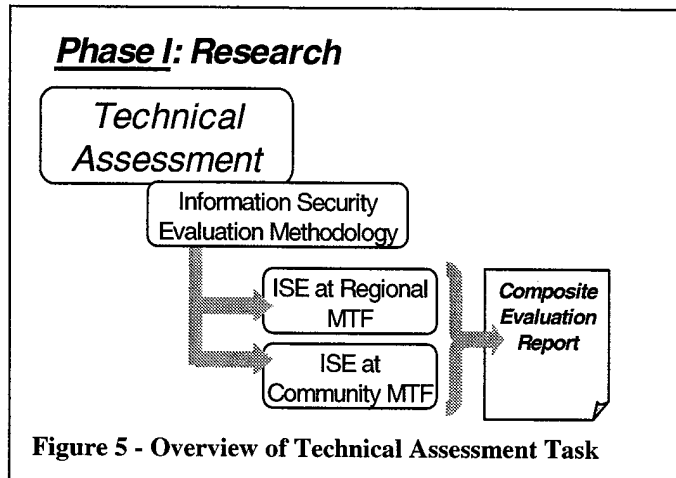 Phase I: Research
Technical
Assessment
Information Security
Evaluation Methodology
ISE at Regional
MTF
ISE at
Community MTF
Composite
Evaluation
Report
Figure 5 - Overview of Technical Assessment Task